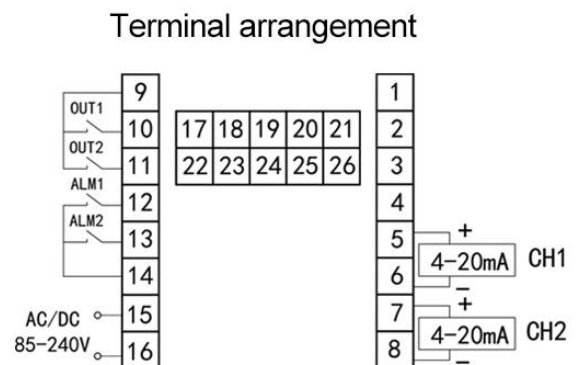 Terminal arrangement
9
1
OUT1
10
17 18 19 20 21
2
OUT2
11
22 23 24 25 26
3
ALM1
12
4
ALM2
13
5
+
4-20mA
CH1
14
6
-
AC/DC
15
7
+
4-20mA
CH2
85-240V
16
8
-